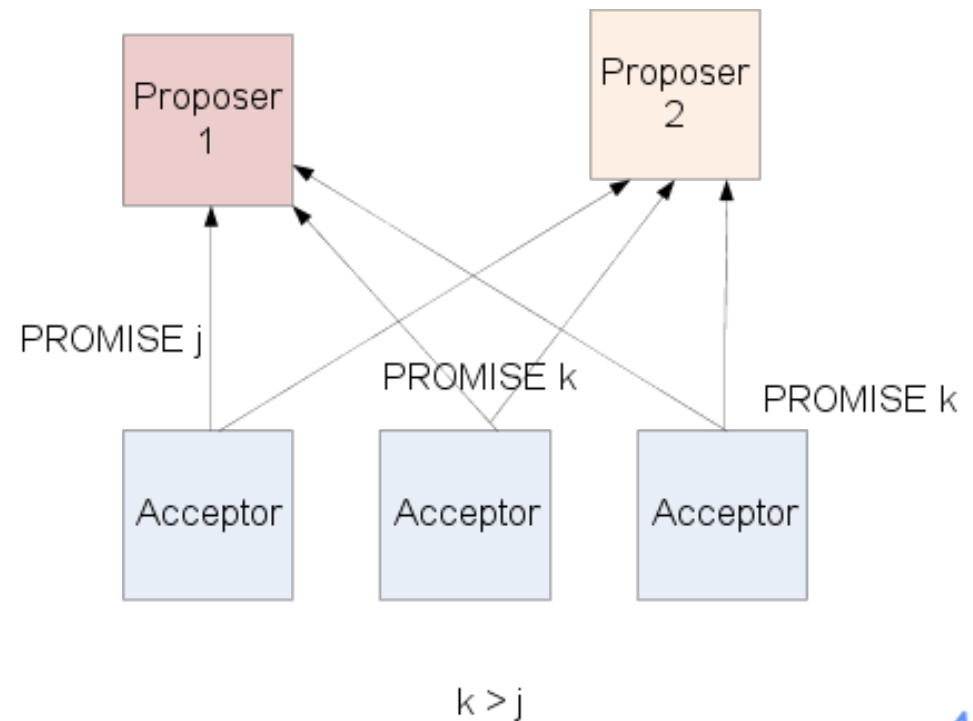 Proposer
1
Proposer
2
PROMISE j
PROMISE k
PROMISE k
Acceptor
Acceptor
Acceptor
k > j